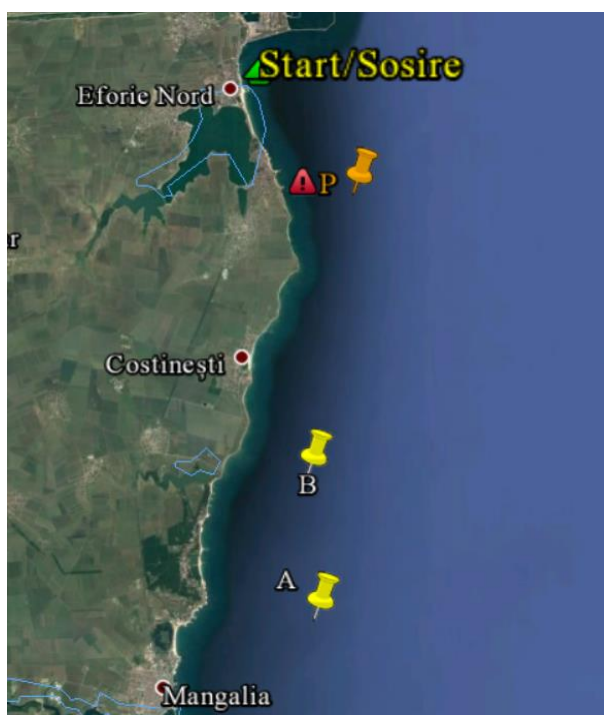 Start/Sosire
Eforie Nord
P
r
Costinești
B
A
Mangalia